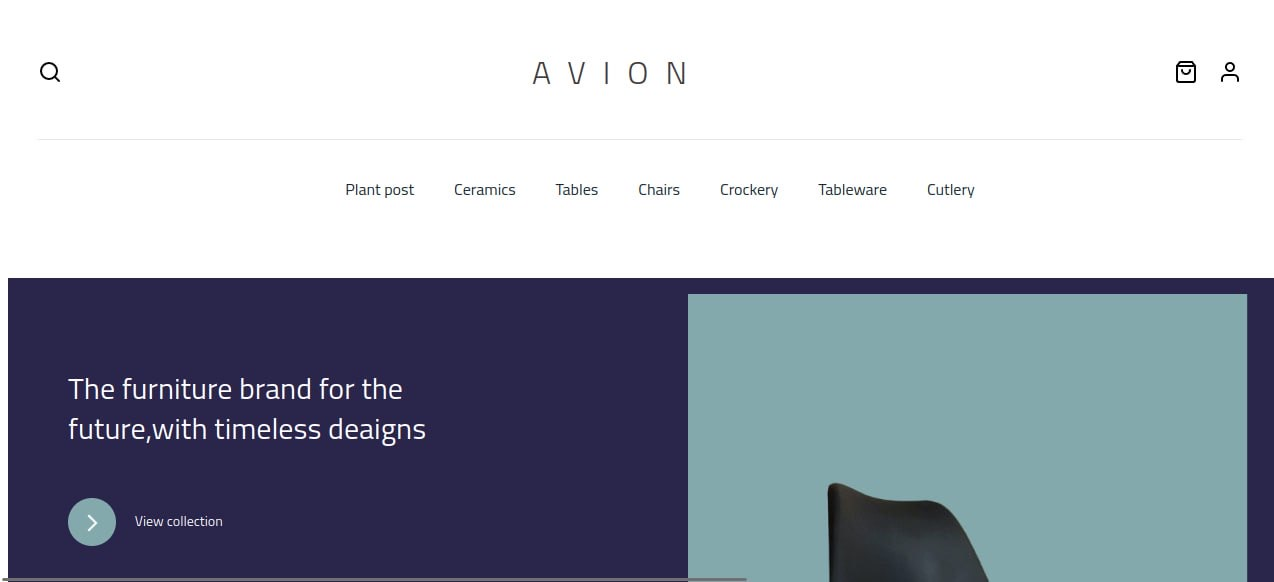 AVION
Plant post Ceramics Tables Chairs Crockery Tableware Cutlery
The furniture brand for the
future,with timeless deaigns
View collection